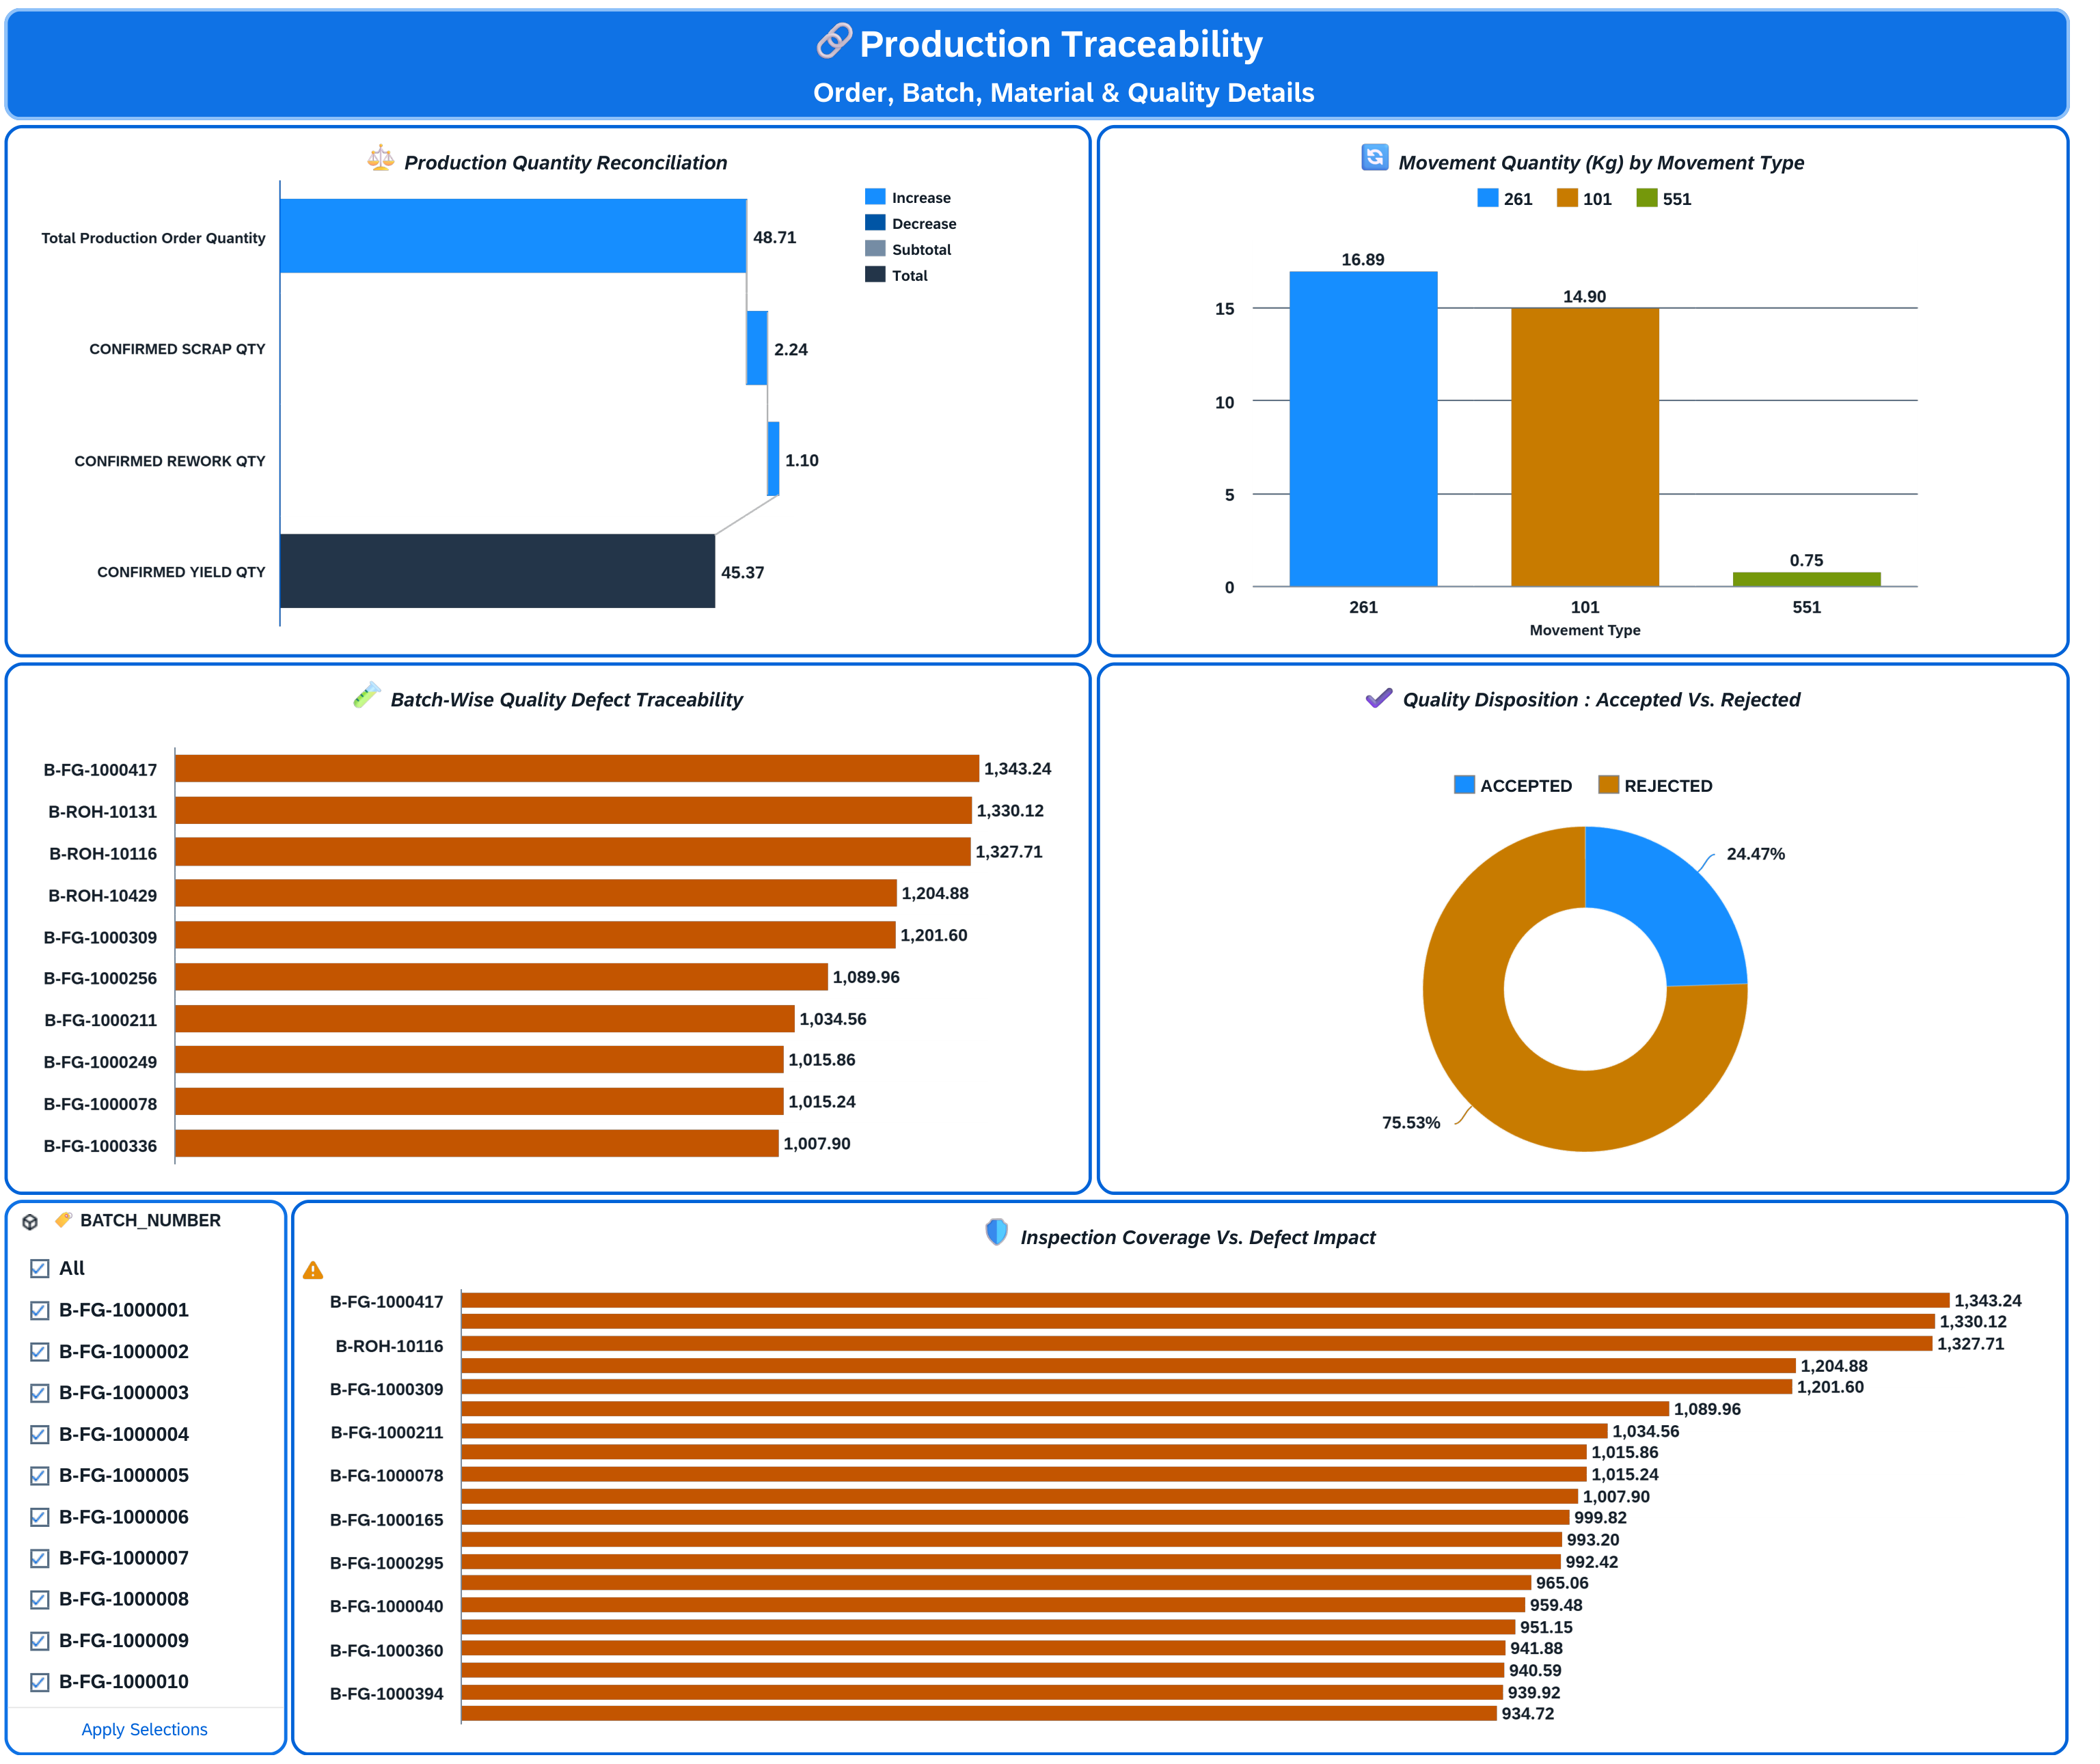 Production Traceability
Order, Batch, Material & Quality Details
Production Quantity Reconciliation
Increase
Decrease
Subtotal
Total
Total Production Order Quantity
48.71
CONFIRMED SCRAP QTY
2.24
CONFIRMED REWORK QTY
1.10
CONFIRMED YIELD QTY
45.37
Movement Quantity (Kg) by Movement Type
261 101 551
16.89
14.90
0.75
15
10
5
0
261 101 551
Movement Type
Batch-Wise Quality Defect Traceability
B-FG-1000417 1,343.24
B-ROH-10131 1,330.12
B-ROH-10116 1,327.71
B-ROH-10429 1,204.88
B-FG-1000309 1,201.60
B-FG-1000256 1,089.96
B-FG-1000211 1,034.56
B-FG-1000249 1,015.86
B-FG-1000078 1,015.24
B-FG-1000336 1,007.90
Quality Disposition : Accepted Vs. Rejected
ACCEPTED REJECTED
24.47%
75.53%
BATCH_NUMBER
All
B-FG-1000001
B-FG-1000002
B-FG-1000003
B-FG-1000004
B-FG-1000005
B-FG-1000006
B-FG-1000007
B-FG-1000008
B-FG-1000009
B-FG-1000010
Apply Selections
Inspection Coverage Vs. Defect Impact
B-FG-1000417 1,343.24
1,330.12
B-ROH-10116 1,327.71
1,204.88
B-FG-1000309 1,201.60
1,089.96
B-FG-1000211 1,034.56
1,015.86
B-FG-1000078 1,015.24
1,007.90
B-FG-1000165 999.82
993.20
B-FG-1000295 992.42
965.06
B-FG-1000040 959.48
951.15
B-FG-1000360 941.88
940.59
B-FG-1000394 939.92
934.72